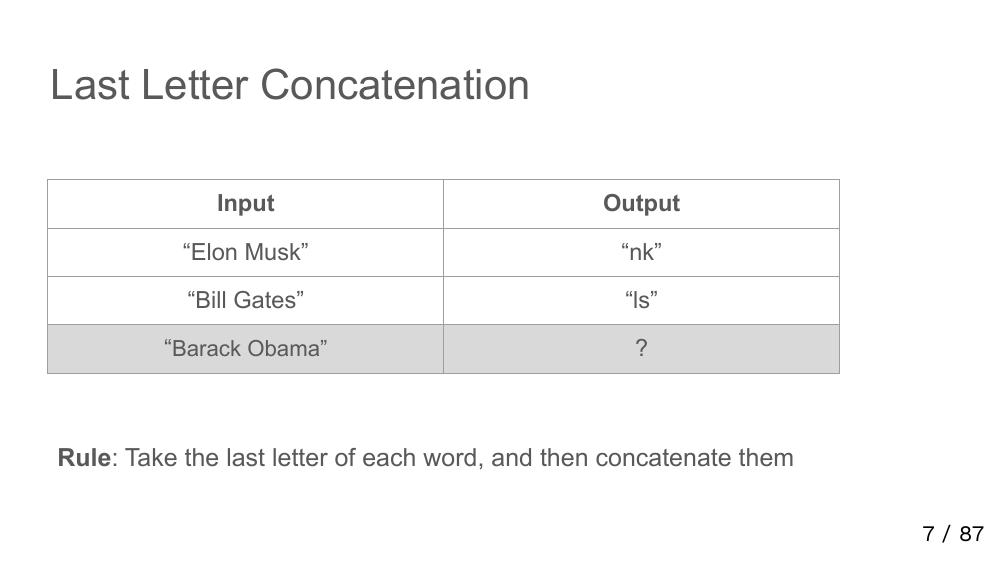 Last Letter Concatenation
Input Output
“Elon Musk” “nk”
“Bill Gates” “ls”
“Barack Obama” ?
Rule: Take the last letter of each word, and then concatenate them
7 / 87